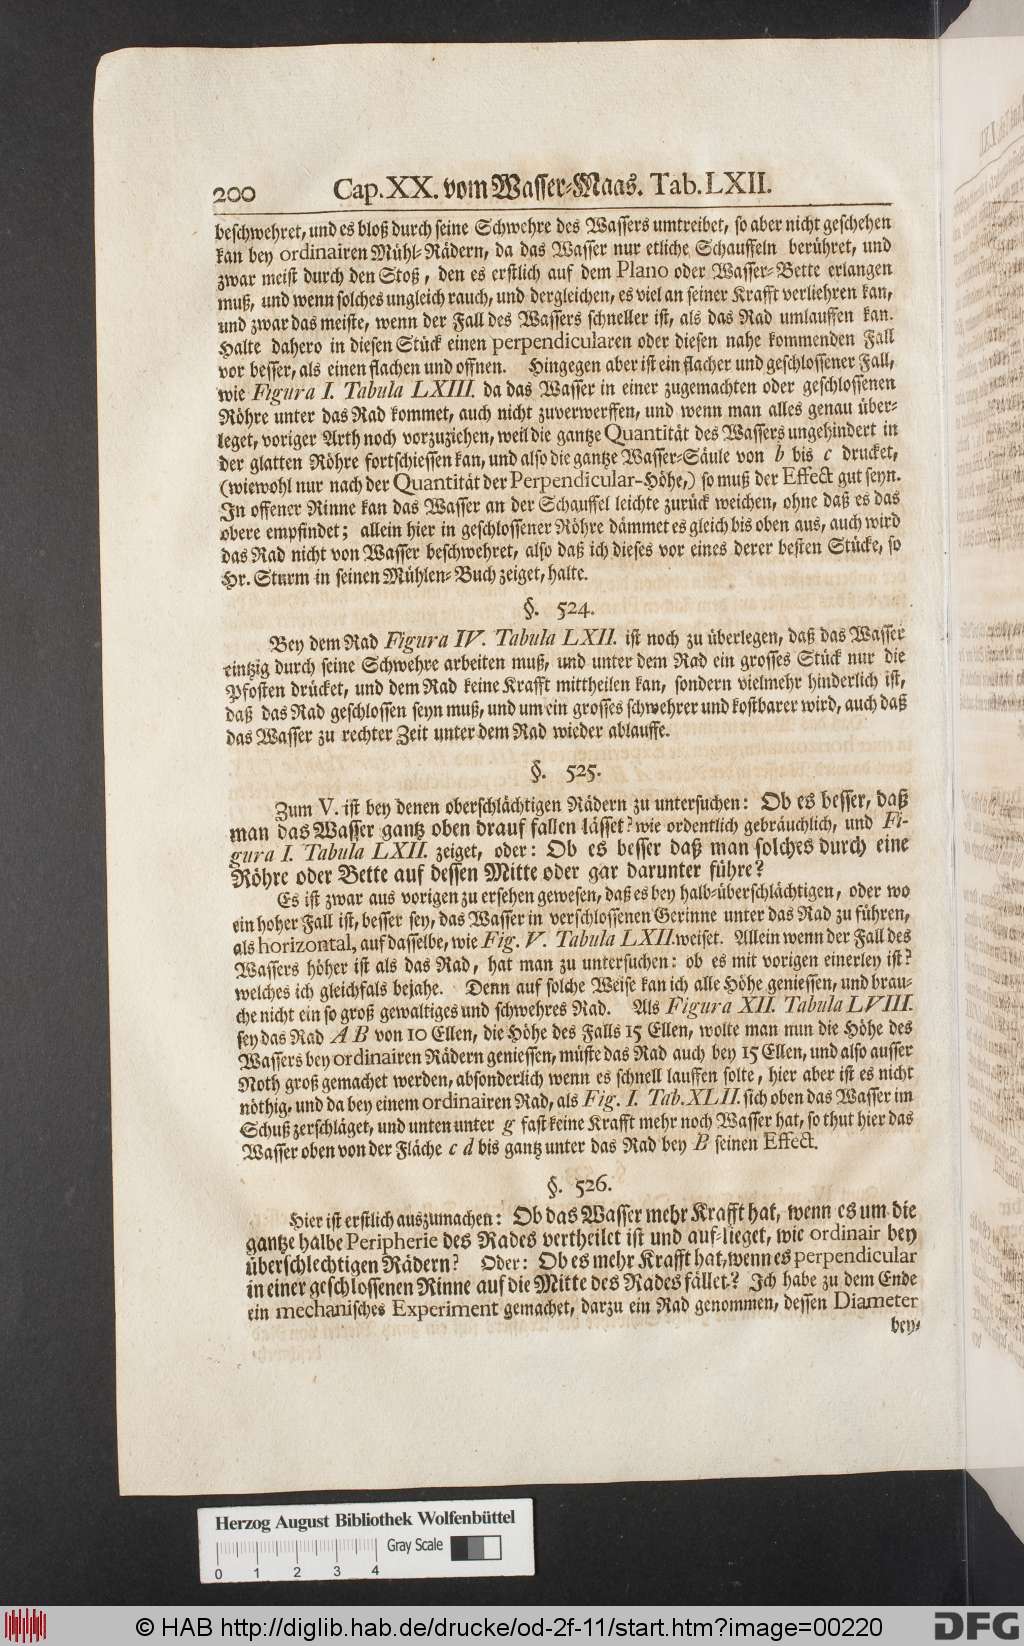 200 Cap. XX. vom Wasser-Maas. Tab. LXII.
beschwehret, und es bloß durch seine Schwehre des Wassers umtreibet, so aber nicht geschehen
kan bey ordinairen Mühl-Rädern, da das Wasser nur etliche Schauffeln berühret, und
zwar meist durch den Stoß, den es erstlich auf dem Plano oder Wasser-Bette erlangen
muß, und wenn solches ungleich rauch, und dergleichen, es viel an seiner Krafft verliehren kan,
und zwar das meiste, wenn der Fall des Wassers schneller ist, als das Rad umlauffen kan.
Halte dahero in diesen Stück einen perpendicularen oder diesen nahe kommenden Fall
vor besser, als einen flachen und offnen. Hingegen aber ist ein flacher und geschlossener Fall,
wie Figura I. Tabula LXIII. da das Wasser in einer zugemachten oder geschlossenen
Röhre unter das Rad kommet, auch nicht zuverwerffen, und wenn man alles genau über-
leget, voriger Arth noch vorzuziehen, weil die gantze Quantität des Wassers ungehindert in
der glatten Röhre fortschiessen kan, und also die gantze Wasser-Säule von b bis c drucket,
(wiewohl nur nach der Quantität der Perpendicular-Höhe,) so muß der Effect gut seyn.
In offener Rinne kan das Wasser an der Schauffel leichte zurück weichen, ohne daß es das
obere empfindet; allein hier in geschlossener Röhre dämmet es gleich bis oben aus, auch wird
das Rad nicht von Wasser beschwehret, also daß ich dieses vor eines derer besten Stücke, so
Hr. Sturm in seinen Mühlen-Buch zeiget, halte.
§. 524.
Bey dem Rad Figura IV. Tabula LXII. ist noch zu überlegen, daß das Wasser
eintzig durch seine Schwehre arbeiten muß, und unter dem Rad ein grosses Stück nur die
Pfosten drücket, und dem Rad keine Krafft mittheilen kan, sondern vielmehr hinderlich ist,
daß das Rad geschlossen seyn muß, und um ein grosses schwehrer und kostbarer wird, auch daß
das Wasser zu rechter Zeit unter dem Rad wieder ablauffe.
§. 525.
Zum V. ist bey denen oberschlächtigen Rädern zu untersuchen: Ob es besser, daß
man das Wasser gantz oben drauf fallen lässet? wie ordentlich gebräuchlich, und Fi-
gura I. Tabula LXII. zeiget, oder: Ob es besser daß man solches durch eine
Röhre oder Bette auf dessen Mitte oder gar darunter führe?
Es ist zwar aus vorigen zu ersehen gewesen, daß es bey halb-überschlächtigen, oder wo
ein hoher Fall ist, besser sey, das Wasser in verschlossenen Gerinne unter das Rad zu führen,
als horizontal, auf dasselbe, wie Fig. V. Tabula LXII. weiset. Allein wenn der Fall des
Wassers höher ist als das Rad, hat man zu untersuchen: ob es mit vorigen einerley ist?
welches ich gleichfals bejahe. Denn auf solche Weise kan ich alle Höhe geniessen, und brau-
che nicht ein so groß gewaltiges und schwehres Rad. Als Figura XII. Tabula LVIII.
sey das Rad A B von 10 Ellen, die Höhe des Falls 15 Ellen, wolte man nun die Höhe des
Wassers bey ordinairen Rädern geniessen, müste das Rad auch bey 15 Ellen, und also ausser
Noth groß gemachet werden, absonderlich wenn es schnell lauffen solte, hier aber ist es nicht
nöthig, und da bey einem ordinairen Rad, als Fig. I. Tab. XLII. sich oben das Wasser im
Schuß zerschläget, und unten unter g fast keine Krafft mehr noch Wasser hat, so thut hier das
Wasser oben von der Fläche c d bis gantz unter das Rad bey B seinen Effect.
§. 526.
Hier ist erstlich auszumachen: Ob das Wasser mehr Krafft hat, wenn es um die
gantze halbe Peripherie des Rades vertheilet ist und auf-lieget, wie ordinair bey
überschlechtigen Rädern? Oder: Ob es mehr Krafft hat, wenn es perpendicular
in einer geschlossenen Rinne auf die Mitte des Rades fället? Ich habe zu dem Ende
ein mechanisches Experiment gemachet, darzu ein Rad genommen, dessen Diameter
bey-
Herzog August Bibliothek Wolfenbüttel
Gray Scale
0 1 2 3 4
© HAB http://diglib.hab.de/drucke/od-2f-11/start.htm?image=00220
DFG